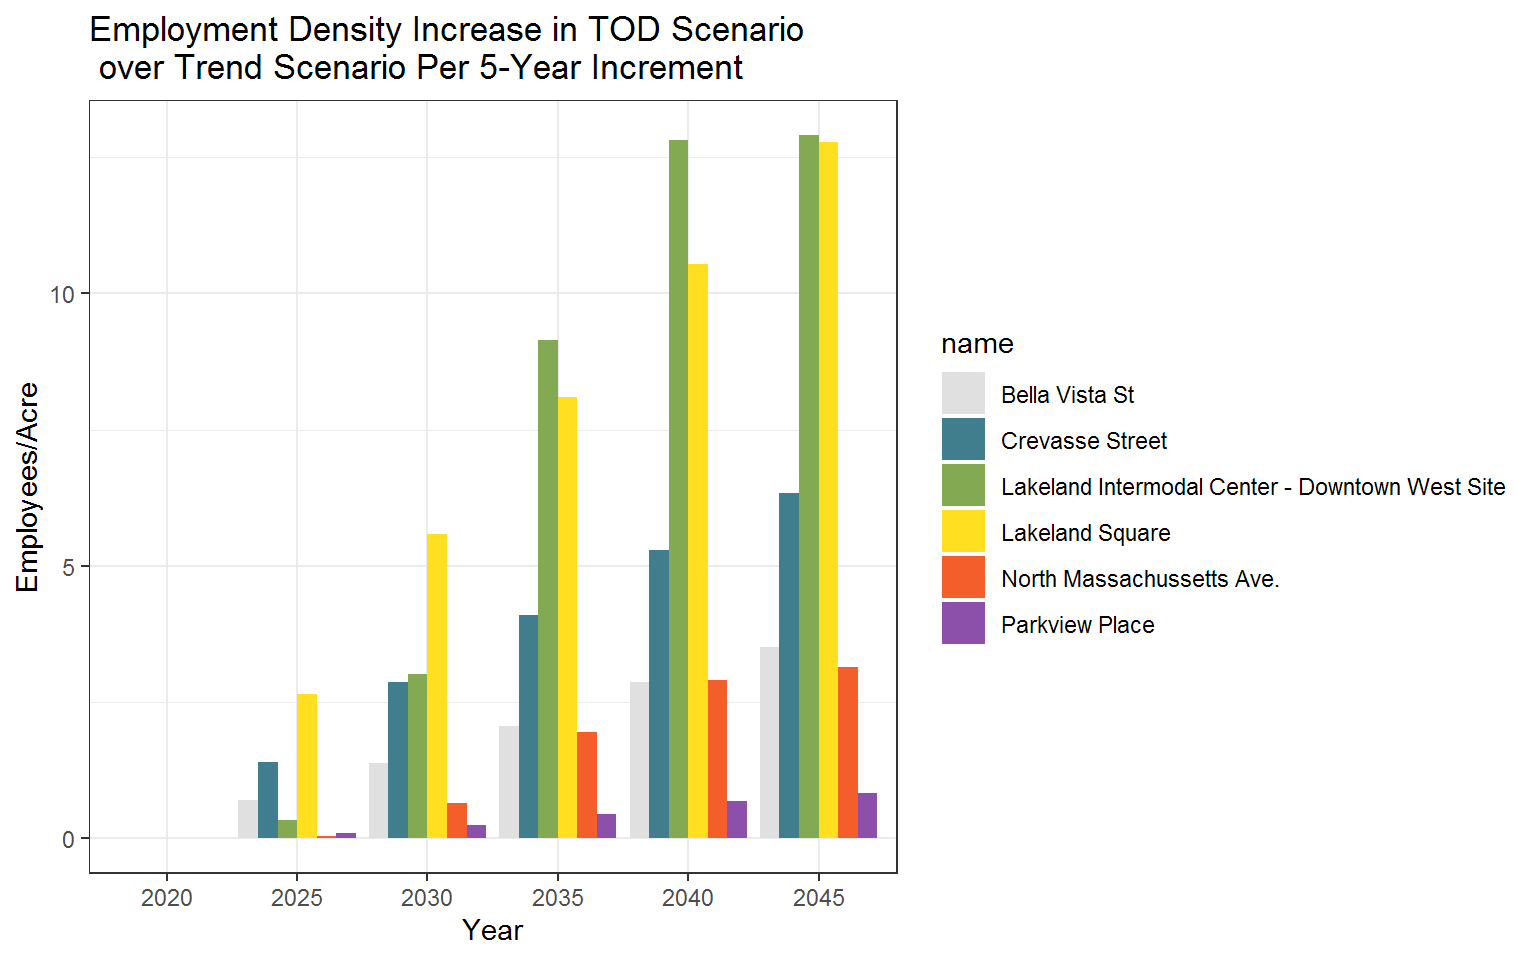 Employment Density Increase in TOD Scenario
over Trend Scenario Per 5-Year Increment
Employees/Acre
10
5
0
2020 2025 2030 2035 2040 2045
Year
name
Bella Vista St
Crevasse Street
Lakeland Intermodal Center - Downtown West Site
Lakeland Square
North Massachussetts Ave.
Parkview Place